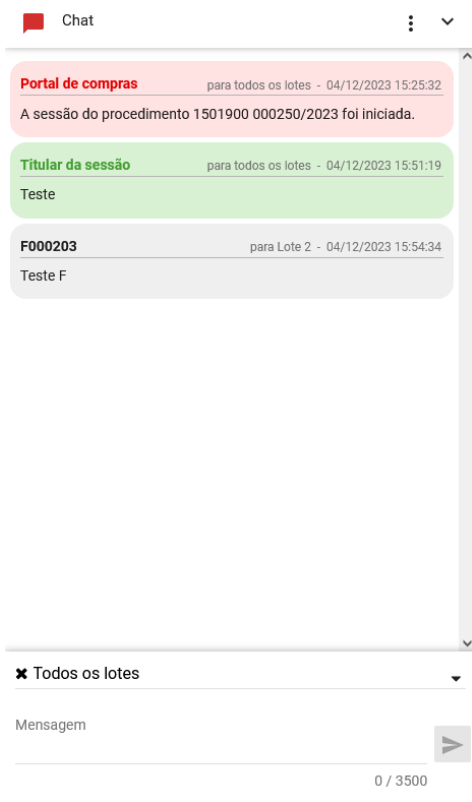 Chat
Portal de compras para todos os lotes - 04/12/2023 15:25:32
A sessão do procedimento 1501900 000250/2023 foi iniciada.
Titular da sessão para todos os lotes - 04/12/2023 15:51:19
Teste
F000203 para Lote 2 - 04/12/2023 15:54:34
Teste F
✖ Todos os lotes
Mensagem
0 / 3500